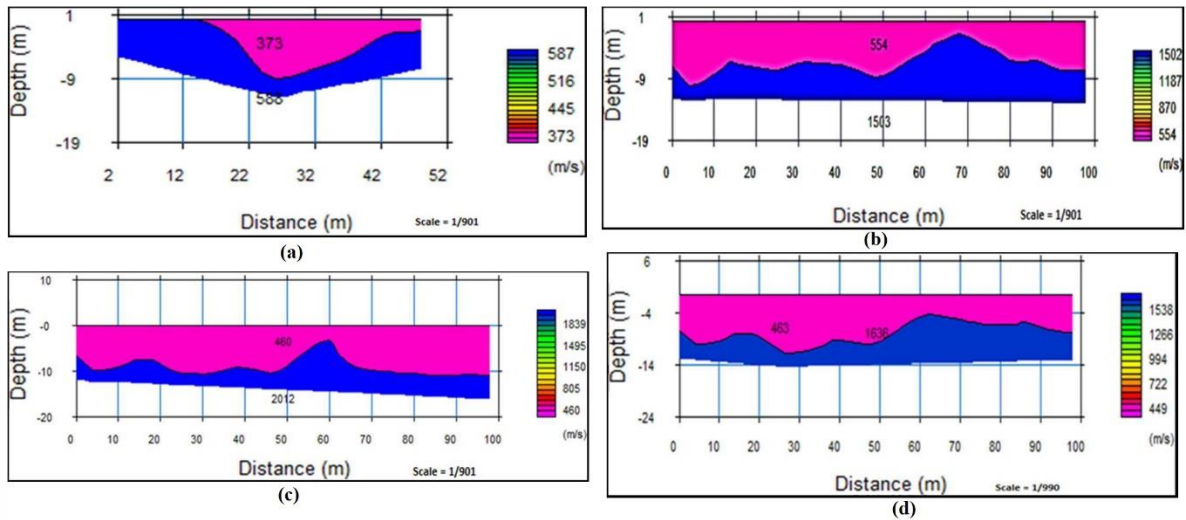 1
-9
-19
Depth (m)
373
588
587
516
445
373
(m/s)
2 12 22 32 42 52
Distance (m)
Scale = 1/901
(a)
1
-9
-19
Depth (m)
554
1503
1502
1187
870
554
(m/s)
0 10 20 30 40 50 60 70 80 90 100
Distance (m)
Scale = 1/901
(b)
10
-0
-10
-20
Depth (m)
460
2012
1839
1495
1150
805
460
(m/s)
0 10 20 30 40 50 60 70 80 90 100
Distance (m)
Scale = 1/901
(c)
6
-4
-14
-24
Depth (m)
463
1636
1538
1266
994
722
449
(m/s)
0 10 20 30 40 50 60 70 80 90 100
Distance (m)
Scale = 1/990
(d)